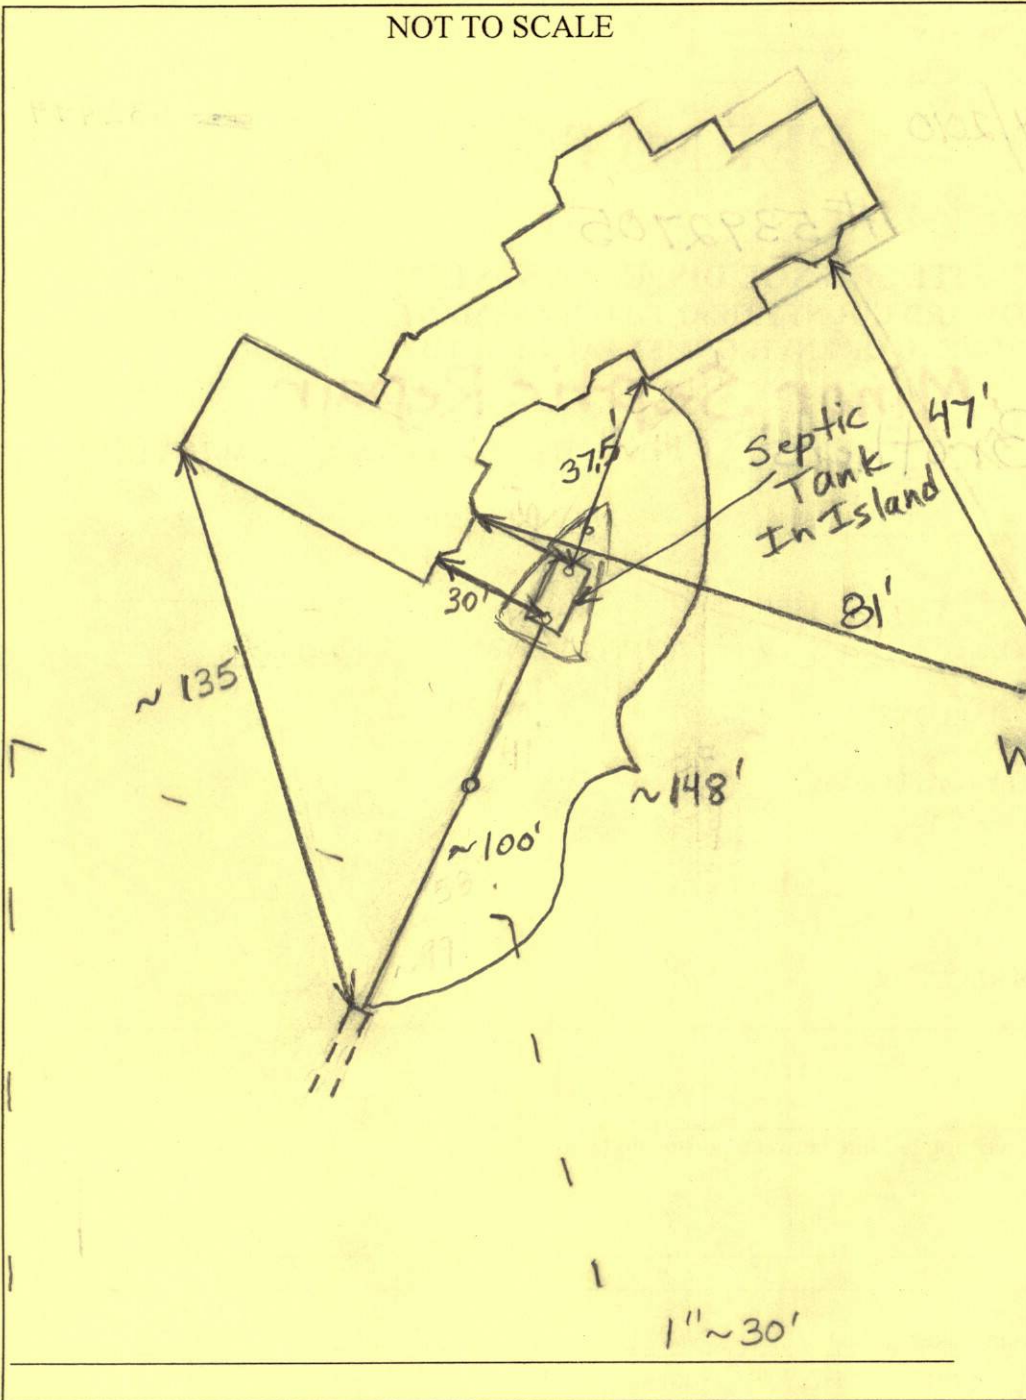 NOT TO SCALE
37.5'
Septic
Tank
In Island
47'
30'
81'
~ 135'
~148'
~100'
1" ~ 30'